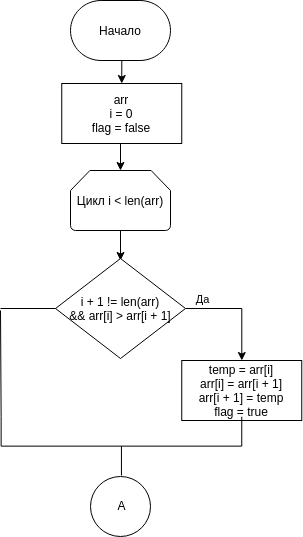 Начало
arr
i = 0
flag = false
Цикл i < len(arr)
i + 1 != len(arr)
&& arr[i] > arr[i + 1]
Да
temp = arr[i]
arr[i] = arr[i + 1]
arr[i + 1] = temp
flag = true
A